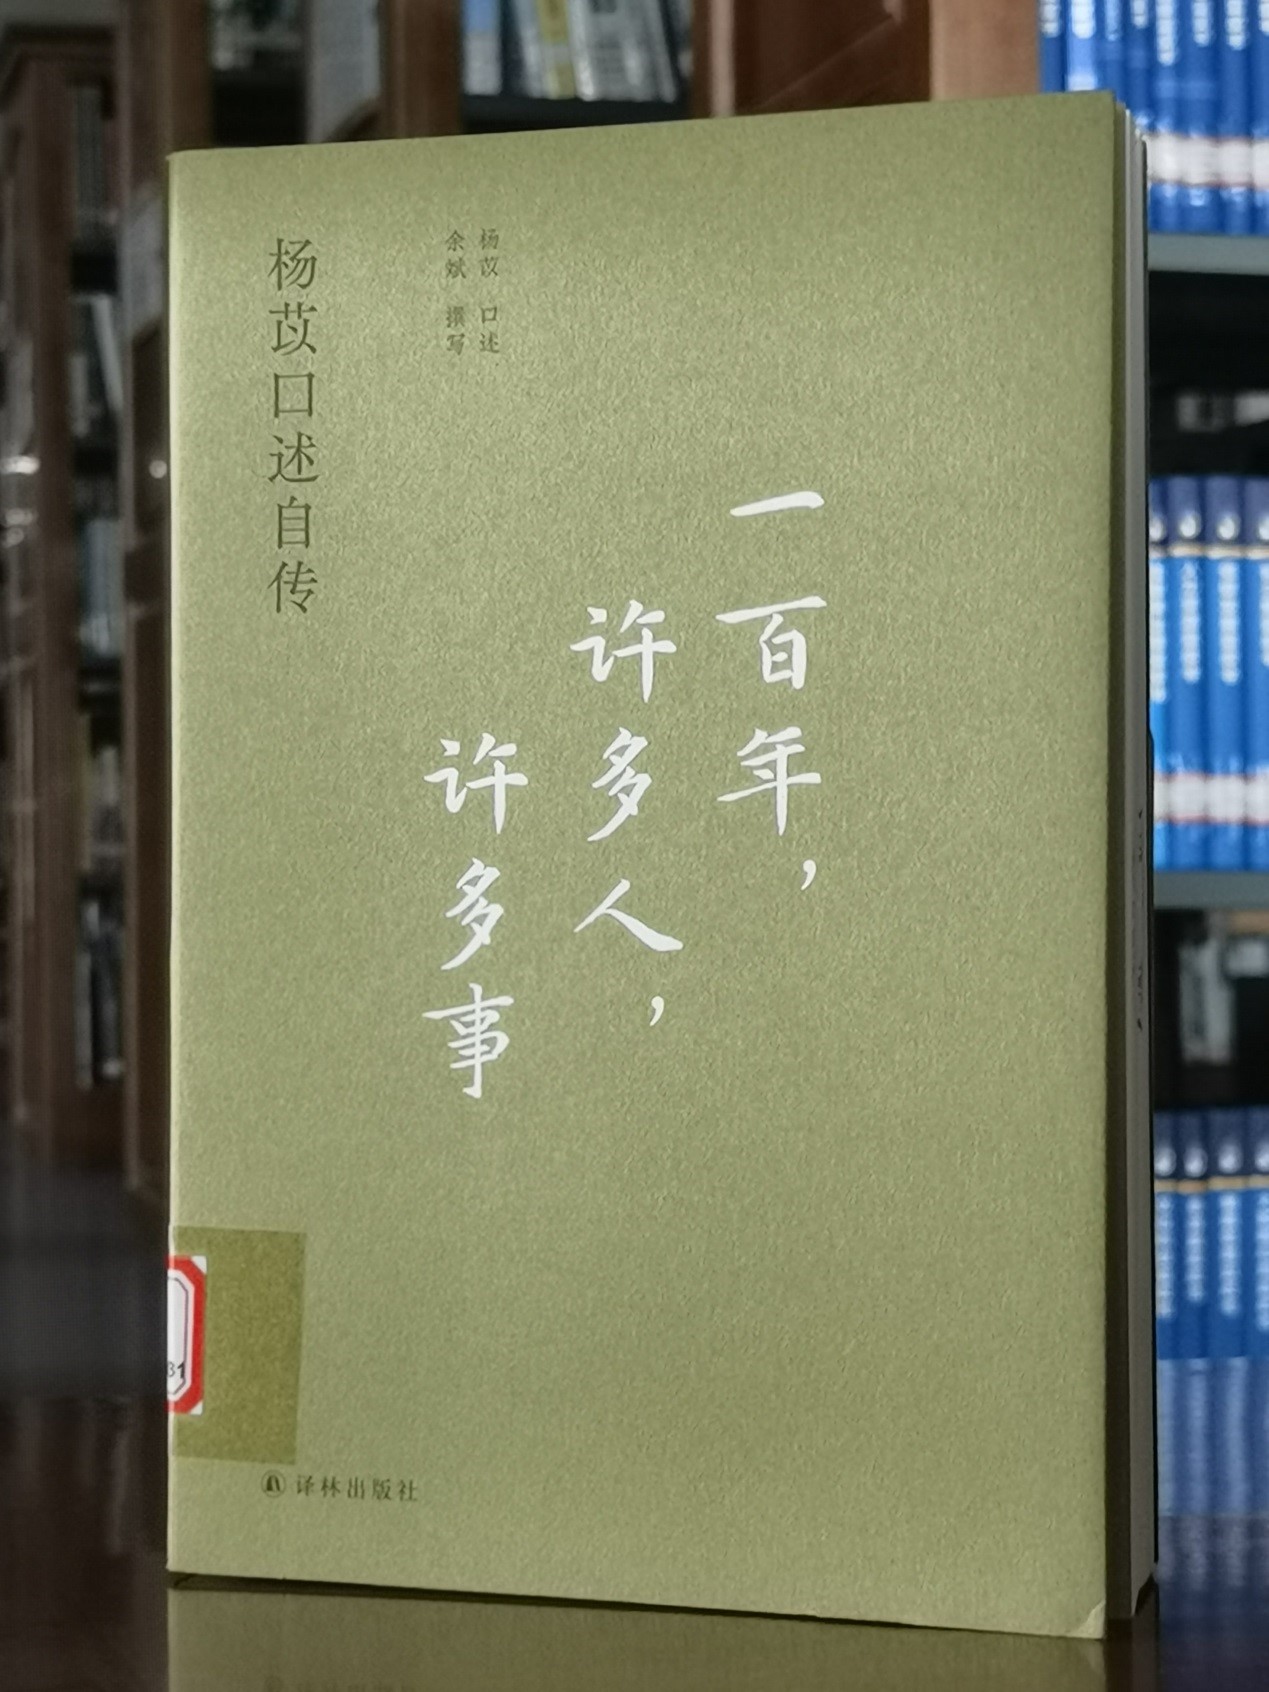 一百年，
许多人，
许多事
杨苡 口述
余斌 撰写
杨苡口述自传
译林出版社
31